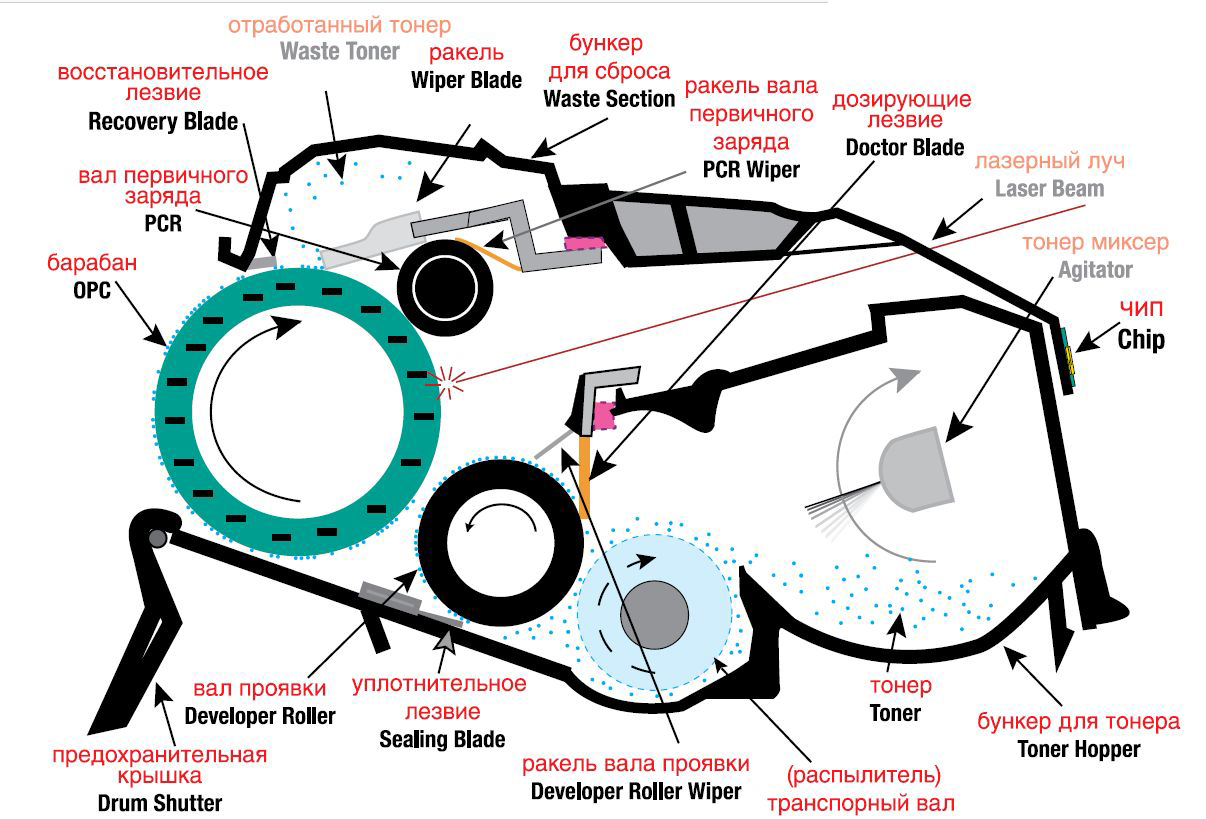 отработанный тонер
Waste Toner
ракель
Wiper Blade
бункер
для сброса
Waste Section
восстановительное
лезвие
Recovery Blade
ракель вала
первичного
заряда
PCR Wiper
дозирующие
лезвие
Doctor Blade
лазерный луч
Laser Beam
вал первичного
заряда
PCR
тонер миксер
Agitator
барабан
OPC
чип
Chip
вал проявки
Developer Roller
уплотнительное
лезвие
Sealing Blade
тонер
Toner
бункер для тонера
Toner Hopper
предохранительная
крышка
Drum Shutter
ракель вала проявки
Developer Roller Wiper
(распылитель)
транспорный вал